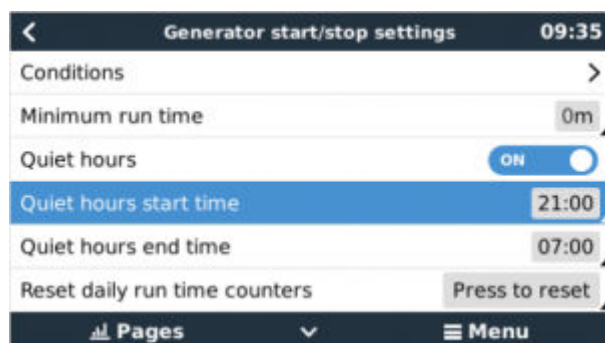 Generator start/stop settings 09:35
Conditions
Minimum run time 0m
Quiet hours ON
Quiet hours start time 21:00
Quiet hours end time 07:00
Reset daily run time counters Press to reset
Pages Menu